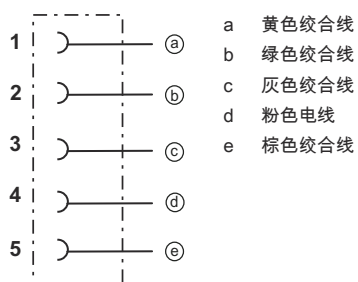 1 ⓐ
2 ⓑ
3 ⓒ
4 ⓓ
5 ⓔ
a 黄色绞合线
b 绿色绞合线
c 灰色绞合线
d 粉色电线
e 棕色绞合线